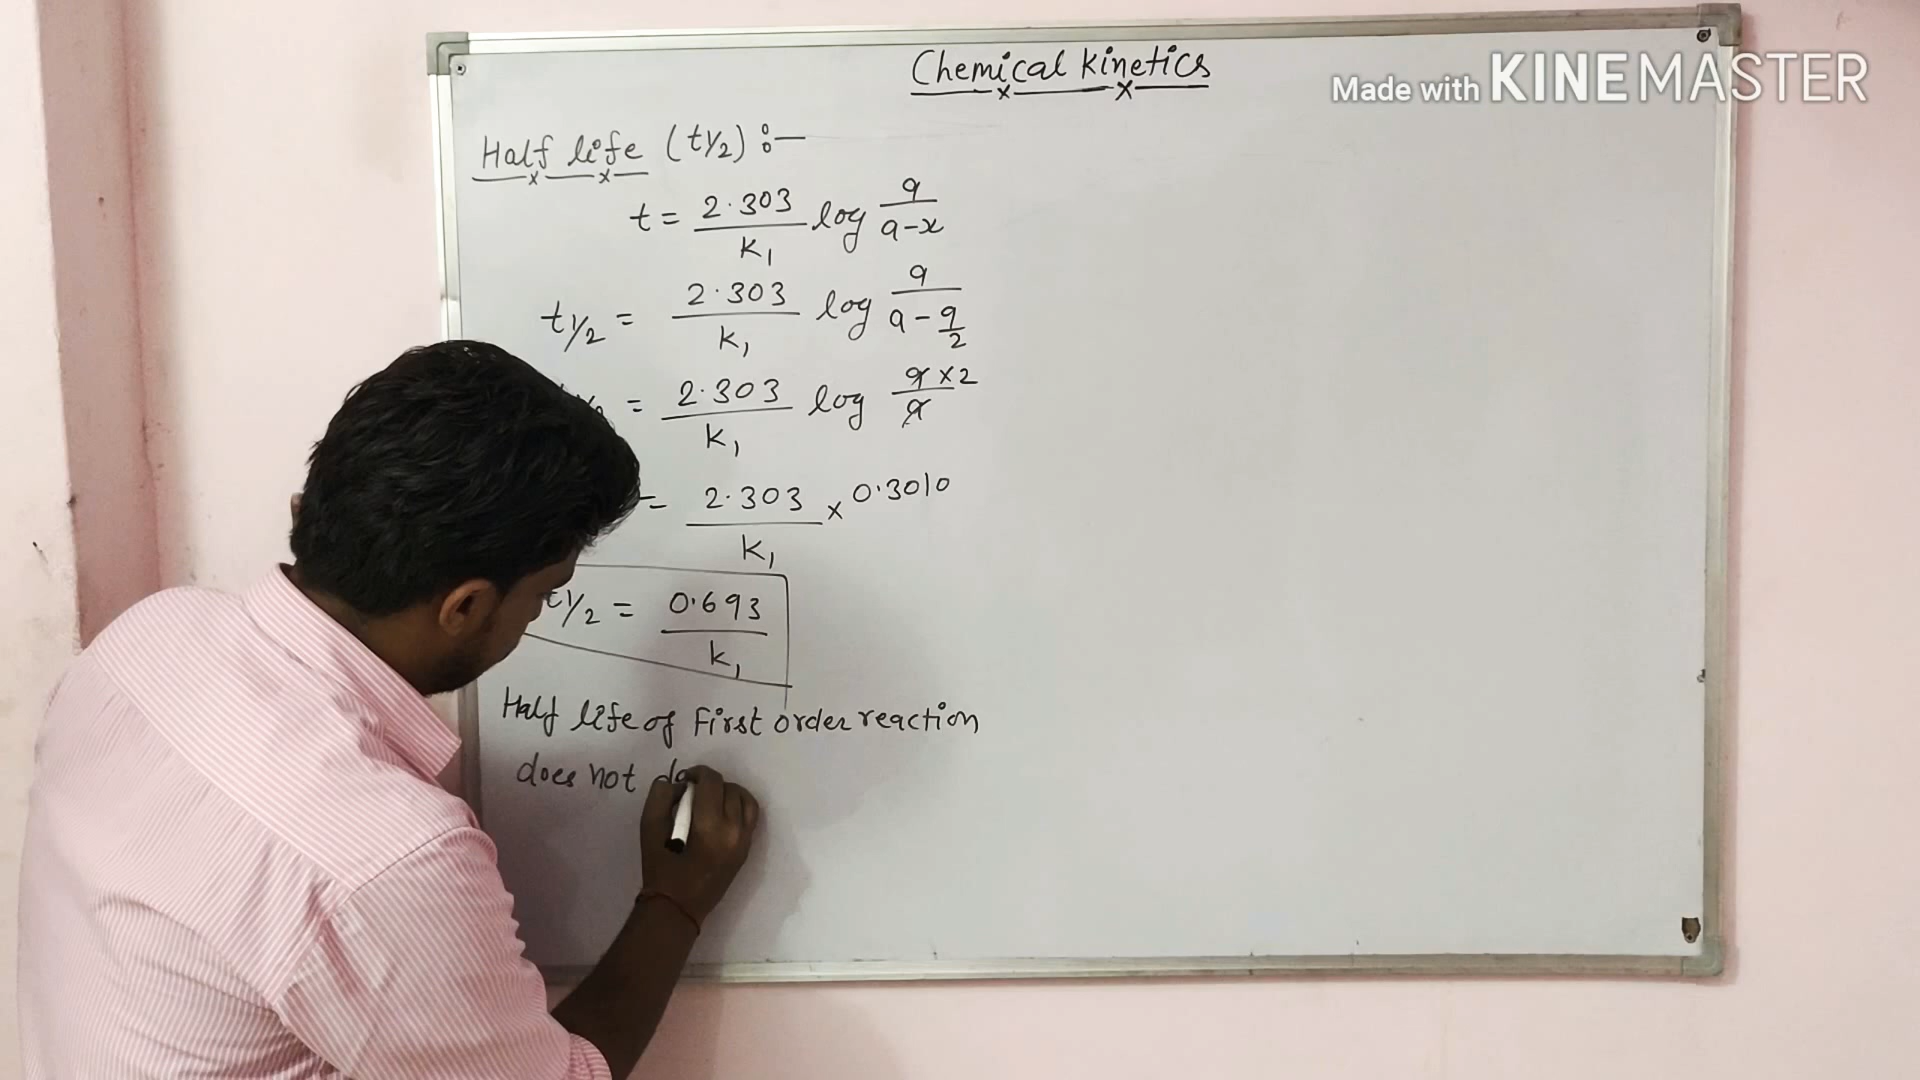 Chemical Kinetics
Made with KINEMASTER
Half life (t1/2) :-
t = 2.303/K1 log a/a-x
t1/2 = 2.303/K1 log a/a-a/2
= 2.303/K1 log a×2/a
= 2.303/K1 × 0.3010
t1/2 = 0.693/K1
Half life of First order reaction
does not